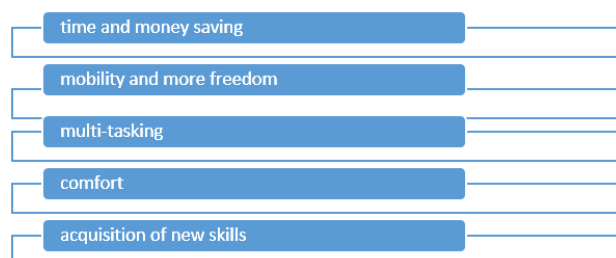 time and money saving
mobility and more freedom
multi-tasking
comfort
acquisition of new skills